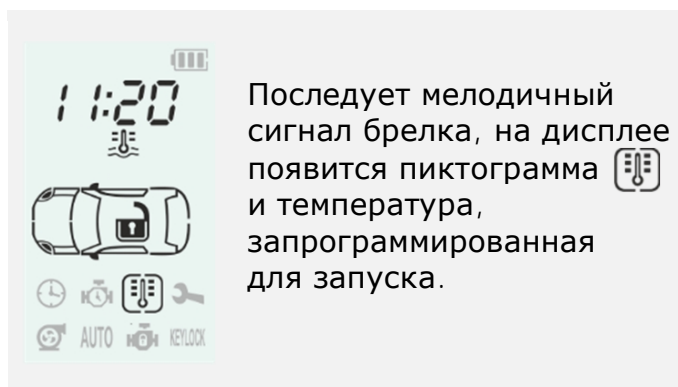 11:20
Последует мелодичный
сигнал брелка, на дисплее
появится пиктограмма
и температура,
запрограммированная
для запуска.
AUTO
KEYLOCK